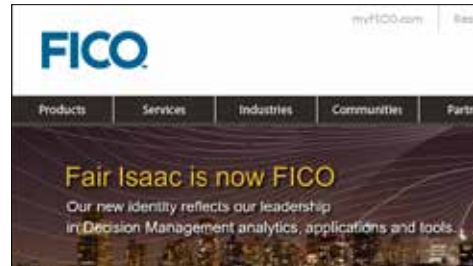 myFICO.com
FICO
Products Services Industries Communities
Fair Isaac is now FICO
Our new identity reflects our leadership
in Decision Management analytics, applications and tools.